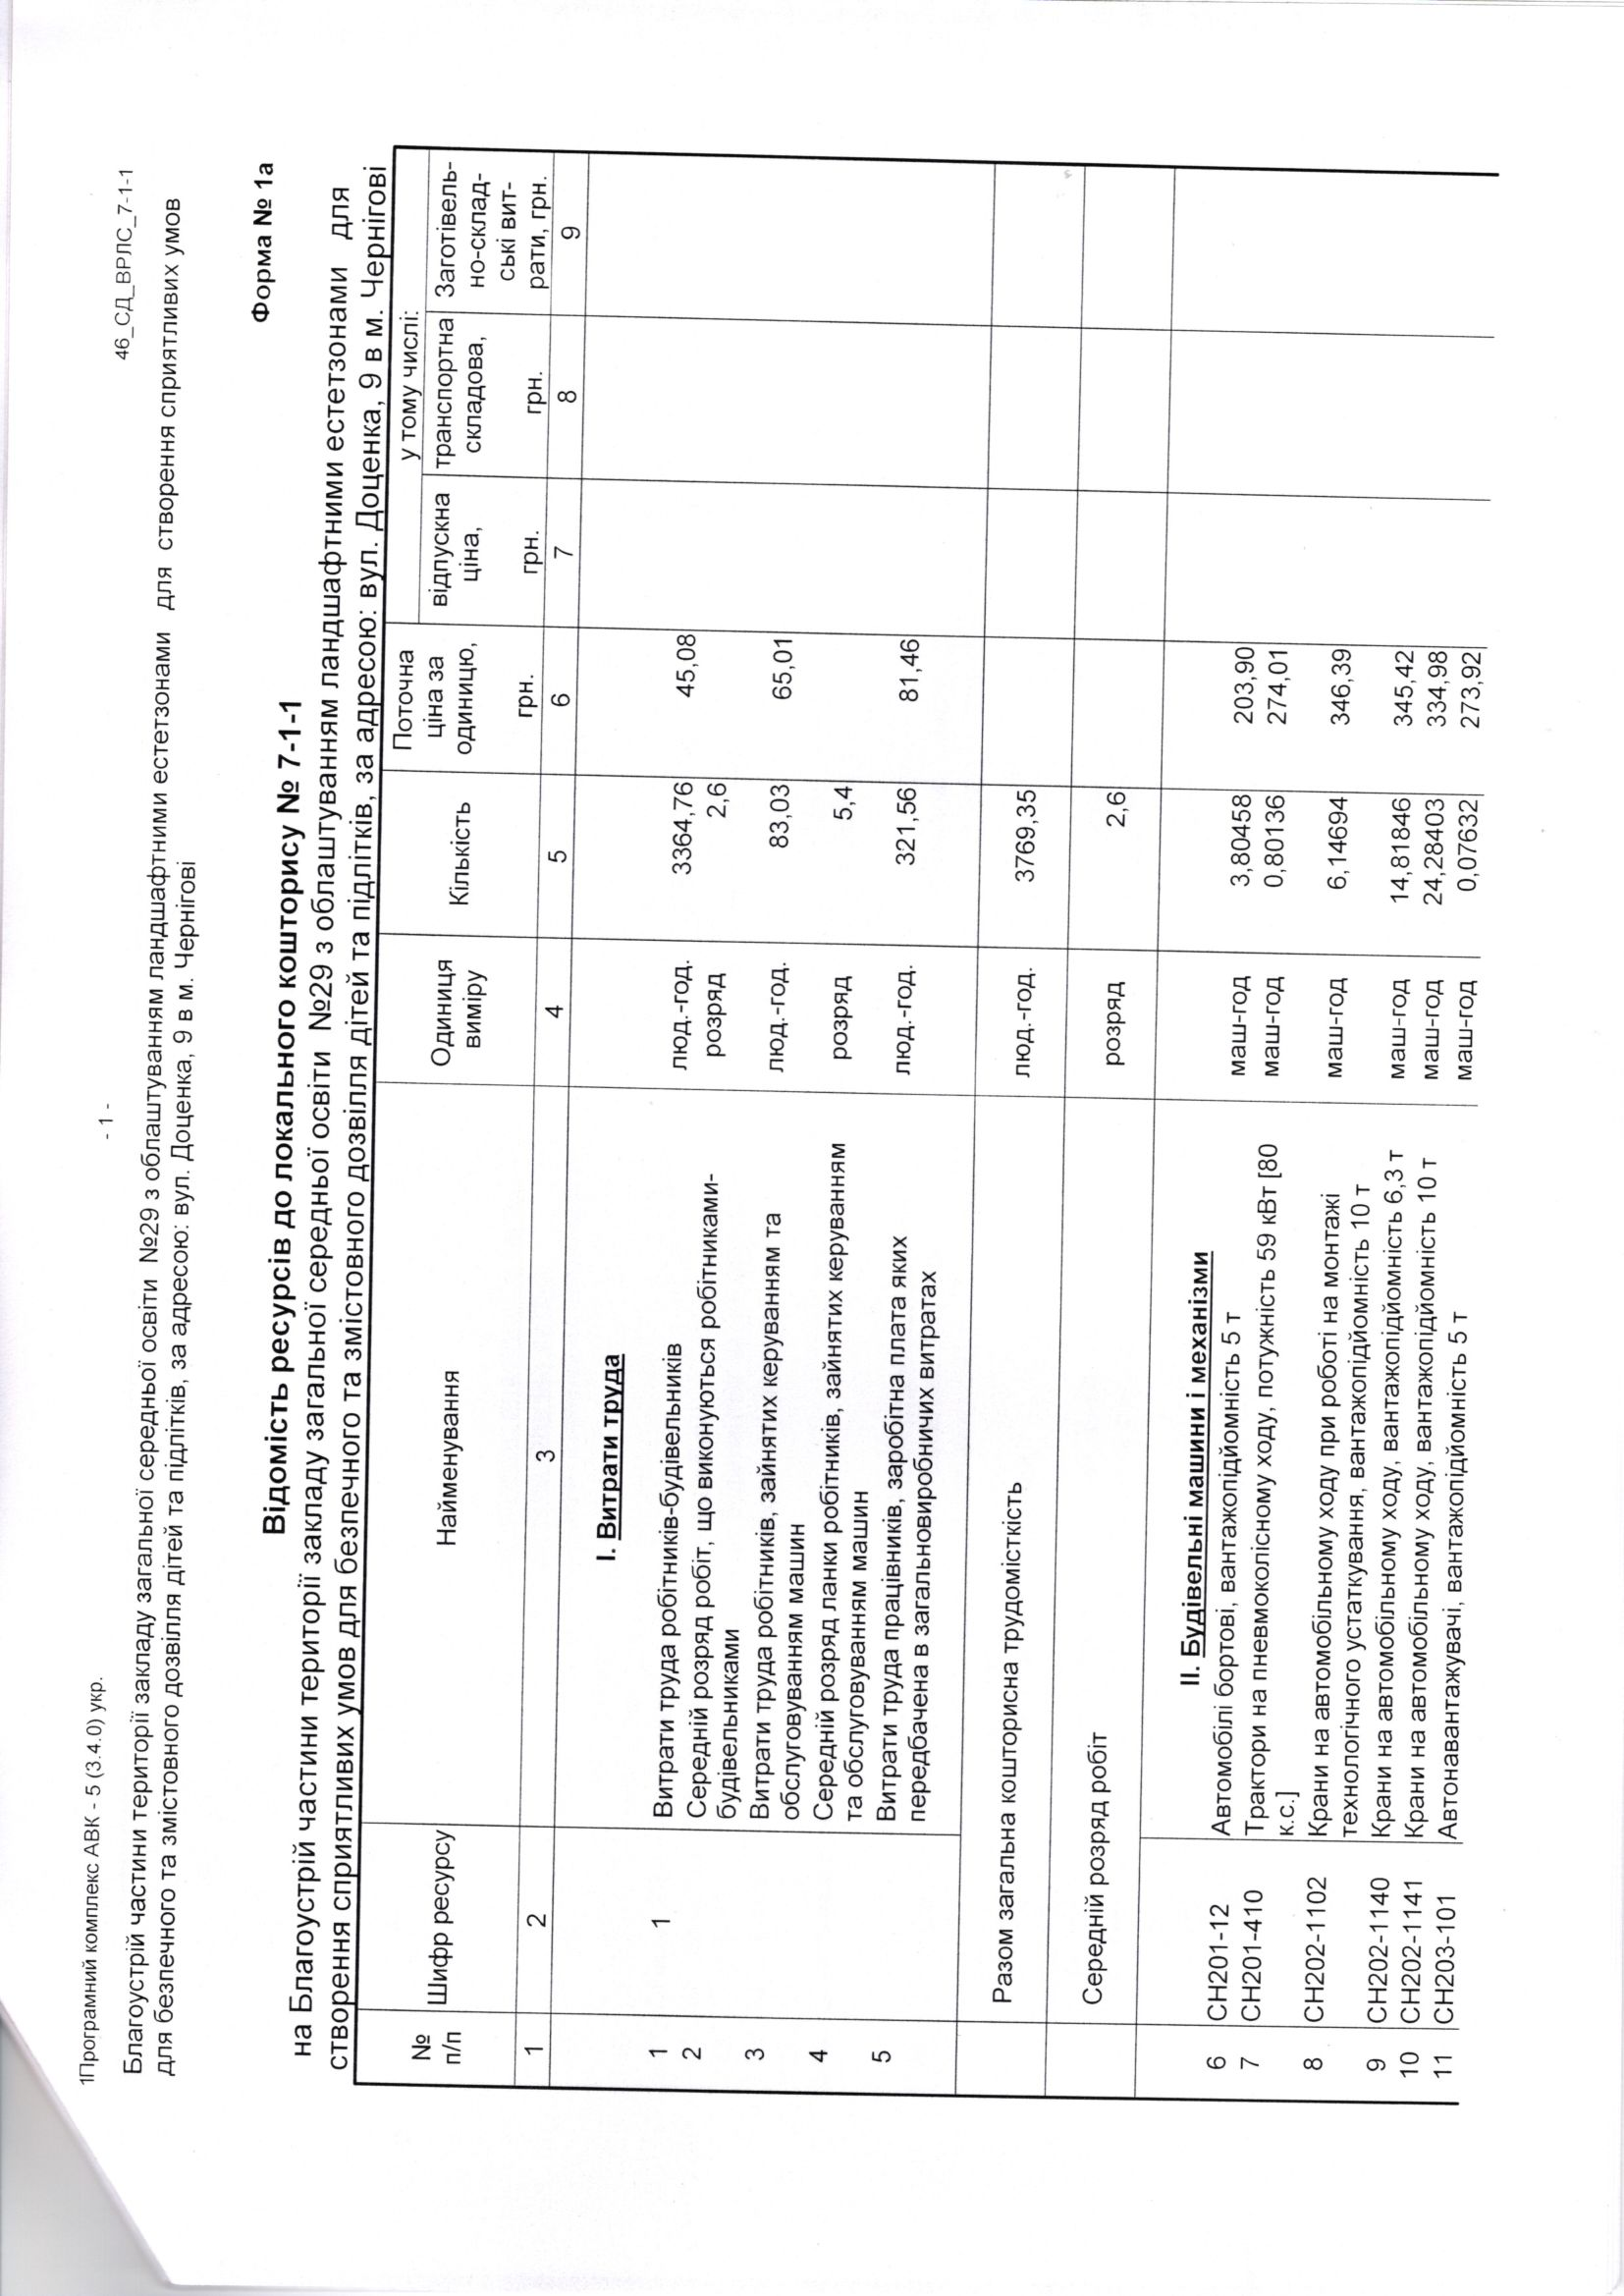 1Програмний комплекс АВК - 5 (3.4.0) укр.
- 1 -
46_СД_ВРЛС_7-1-1
Благоустрій частини території закладу загальної середньої освіти №29 з облаштуванням ландшафтними естетзонами для створення сприятливих умов
для безпечного та змістовного дозвілля дітей та підлітків, за адресою: вул. Доценка, 9 в м. Чернігові
Форма № 1а
Відомість ресурсів до локального кошторису № 7-1-1
на Благоустрій частини території закладу загальної середньої освіти №29 з облаштуванням ландшафтними естетзонами для
створення сприятливих умов для безпечного та змістовного дозвілля дітей та підлітків, за адресою: вул. Доценка, 9 в м. Чернігові
№ п/п
Шифр ресурсу
Найменування
Одиниця виміру
Кількість
Поточна ціна за одиницю, грн.
у тому числі:
відпускна ціна, грн.
транспортна складова, грн.
Заготівель-
но-склад-
ські вит-
рати, грн.
1 2 3 4 5 6 7 8 9
I. Витрати труда
1 1 Витрати труда робітників-будівельників люд.-год. 3364,76 45,08
2 Середній розряд робіт, що виконуються робітниками- розряд 2,6
будівельниками
3 Витрати труда робітників, зайнятих керуванням та люд.-год. 83,03 65,01
обслуговуванням машин
4 Середній розряд ланки робітників, зайнятих керуванням розряд 5,4
та обслуговуванням машин
5 Витрати труда працівників, заробітна плата яких люд.-год. 321,56 81,46
передбачена в загальновиробничих витратах
Разом загальна кошторисна трудомісткість люд.-год. 3769,35
Середній розряд робіт розряд 2,6
II. Будівельні машини і механізми
6 СН201-12 Автомобілі бортові, вантажопідйомність 5 т маш-год 3,80458 203,90
7 СН201-410 Трактори на пневмоколісному ходу, потужність 59 кВт [80 маш-год 0,80136 274,01
к.с.]
8 СН202-1102 Крани на автомобільному ходу при роботі на монтажі маш-год 6,14694 346,39
технологічного устаткування, вантажопідйомність 10 т
9 СН202-1140 Крани на автомобільному ходу, вантажопідйомність 6,3 т маш-год 14,81846 345,42
10 СН202-1141 Крани на автомобільному ходу, вантажопідйомність 10 т маш-год 24,28403 334,98
11 СН203-101 Автонавантажувачі, вантажопідйомність 5 т маш-год 0,07632 273,92